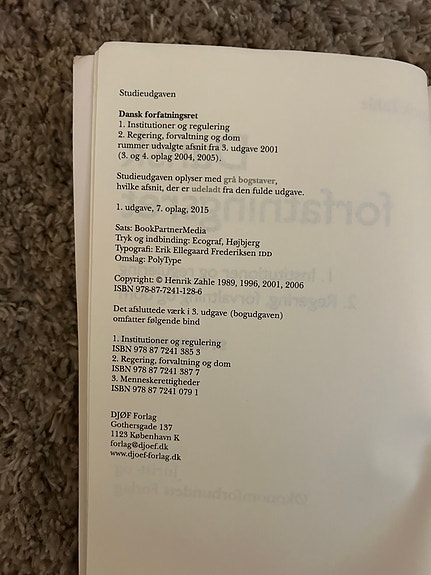 Studieudgaven
Dansk forfatningsret
1. Institutioner og regulering
2. Regering, forvaltning og dom
rummer udvalgte afsnit fra 3. udgave 2001
(3. og 4. oplag 2004, 2005).
Studieudgaven oplyser med grå bogstaver,
hvilke afsnit, der er udeladt fra den fulde udgave.
1. udgave, 7. oplag, 2015
Sats: BookPartnerMedia
Tryk og indbinding: Ecograf, Højbjerg
Typografi: Erik Ellegaard Frederiksen IDD
Omslag: PolyType
Copyright: © Henrik Zahle 1989, 1996, 2001, 2006
ISBN 978-87-7241-128-6
Det afsluttede værk i 3. udgave (bogudgaven)
omfatter følgende bind
1. Institutioner og regulering
ISBN 978 87 7241 385 3
2. Regering, forvaltning og dom
ISBN 978 87 7241 387 7
3. Menneskerettigheder
ISBN 978 87 7241 079 1
DJØF Forlag
Gothersgade 137
1123 København K
forlag@djoef.dk
www.djoef-forlag.dk